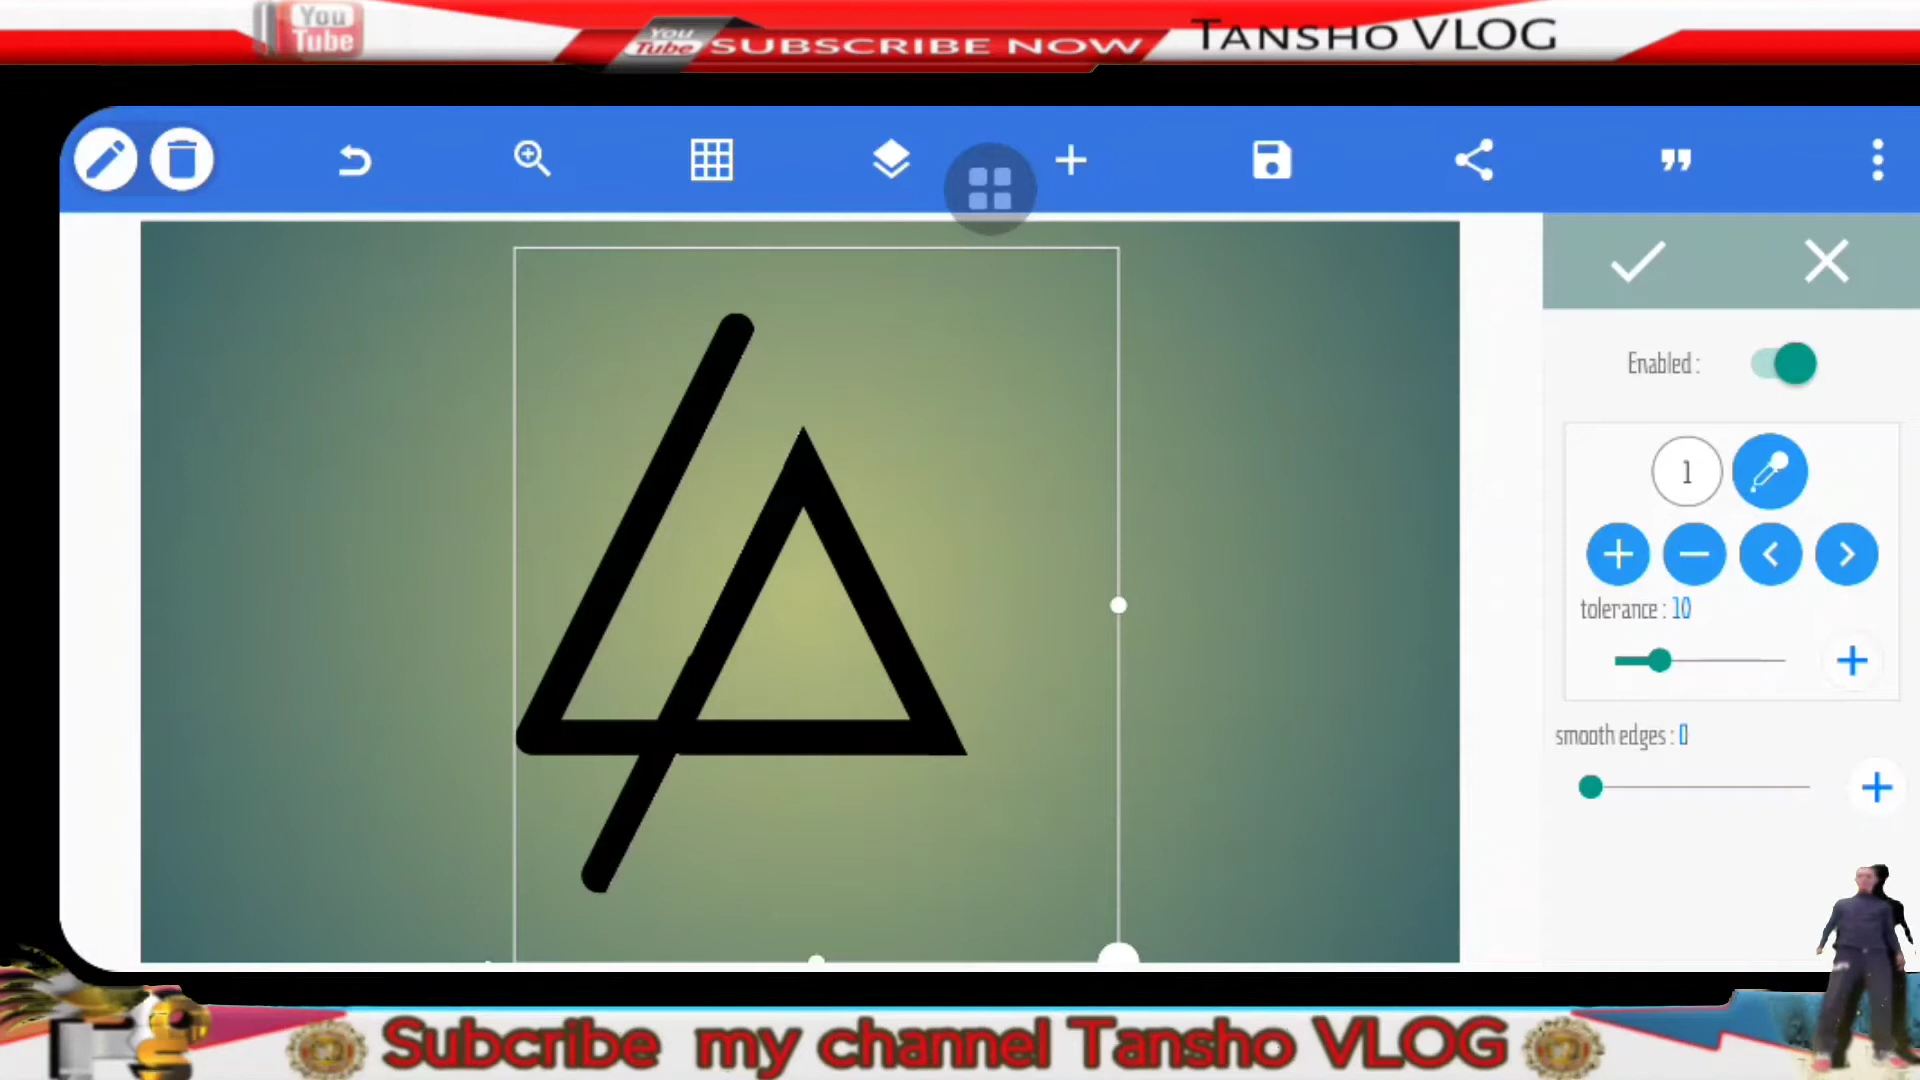 You
Tube
You
Tube SUBSCRIBE NOW
TANSHO VLOG
Enabled :
1
tolerance : 10
smooth edges : 0
Subcribe my channel Tansho VLOG